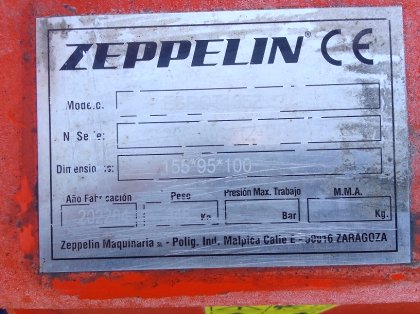 ZEPPELIN® CE
Modelo:
N Serie:
Dimensiones: 155*95*100
Año Fabricación Peso Presión Max. Trabajo M.M.A.
Kg. Bar Kg.
Zeppelin Maquinaria SL - Polig. Ind. Malpica Calle E - 50016 ZARAGOZA